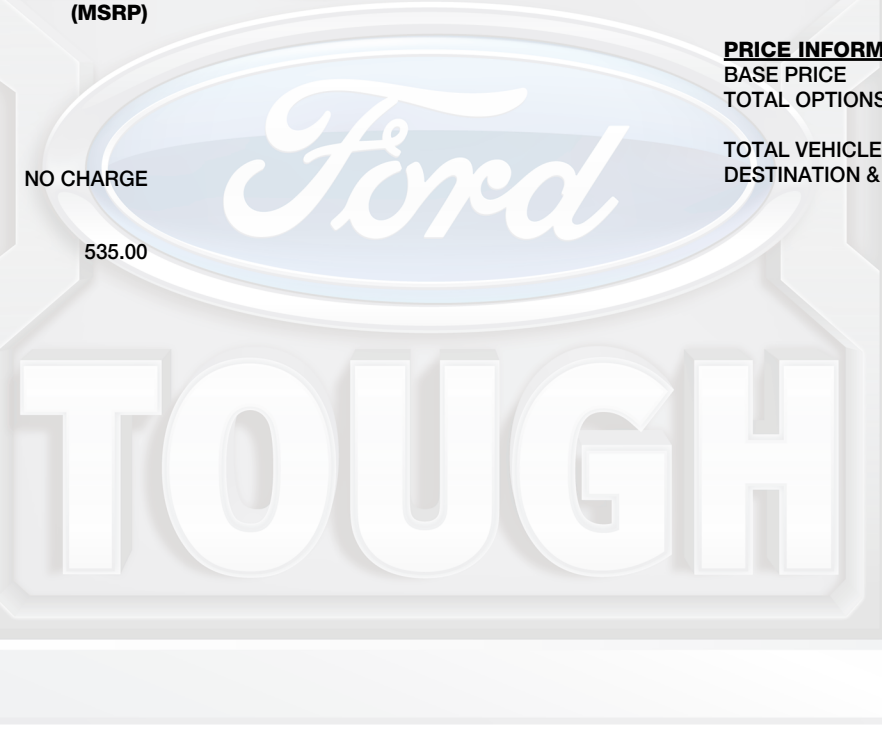 (MSRP)
NO CHARGE
535.00
PRICE INFORM
BASE PRICE
TOTAL OPTIONS
TOTAL VEHICLE
DESTINATION &
Ford
TOUGH